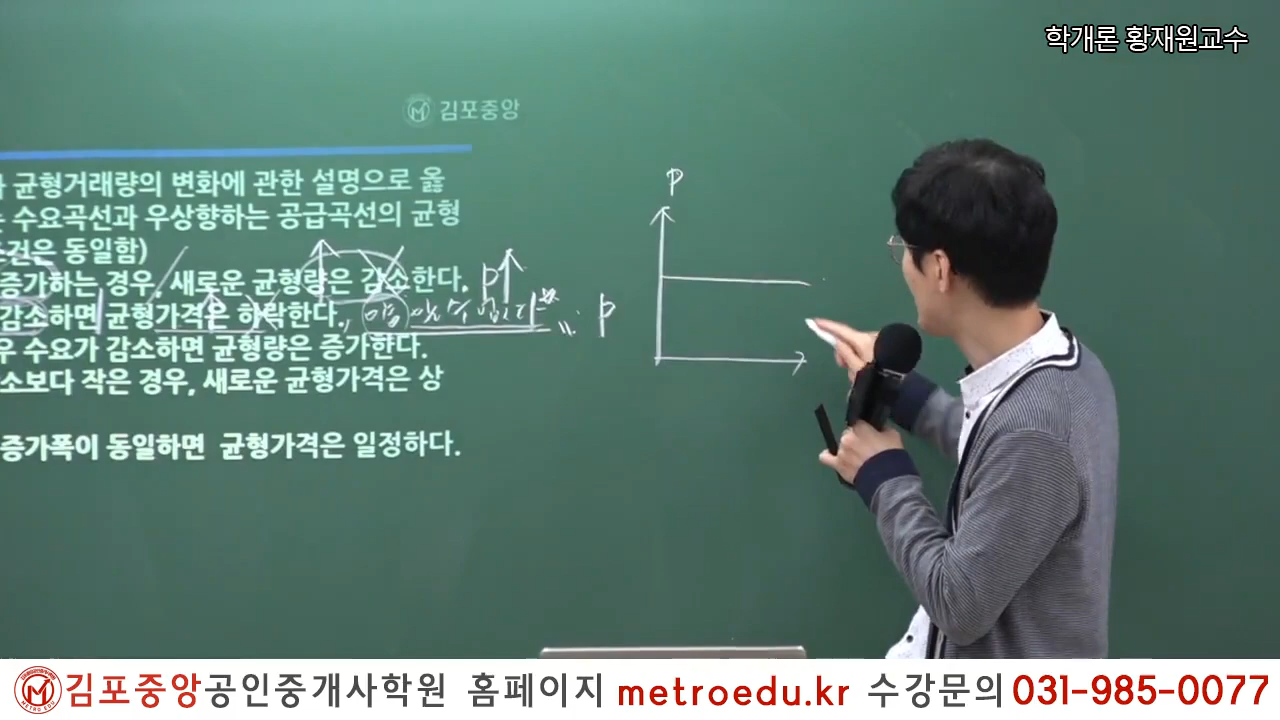 학개론 황재원교수
김포중앙
균형거래량의 변화에 관한 설명으로 옳
수요곡선과 우상향하는 공급곡선의 균형
조건은 동일함)
증가하는 경우, 새로운 균형량은 감소한다. P↑
감소하면 균형가격은 하락한다.
P
수요가 감소하면 균형량은 증가한다.
소보다 작은 경우, 새로운 균형가격은 상
증가폭이 동일하면 균형가격은 일정하다.
P
김포중앙공인중개사학원 홈페이지 metroedu.kr 수강문의 031-985-0077